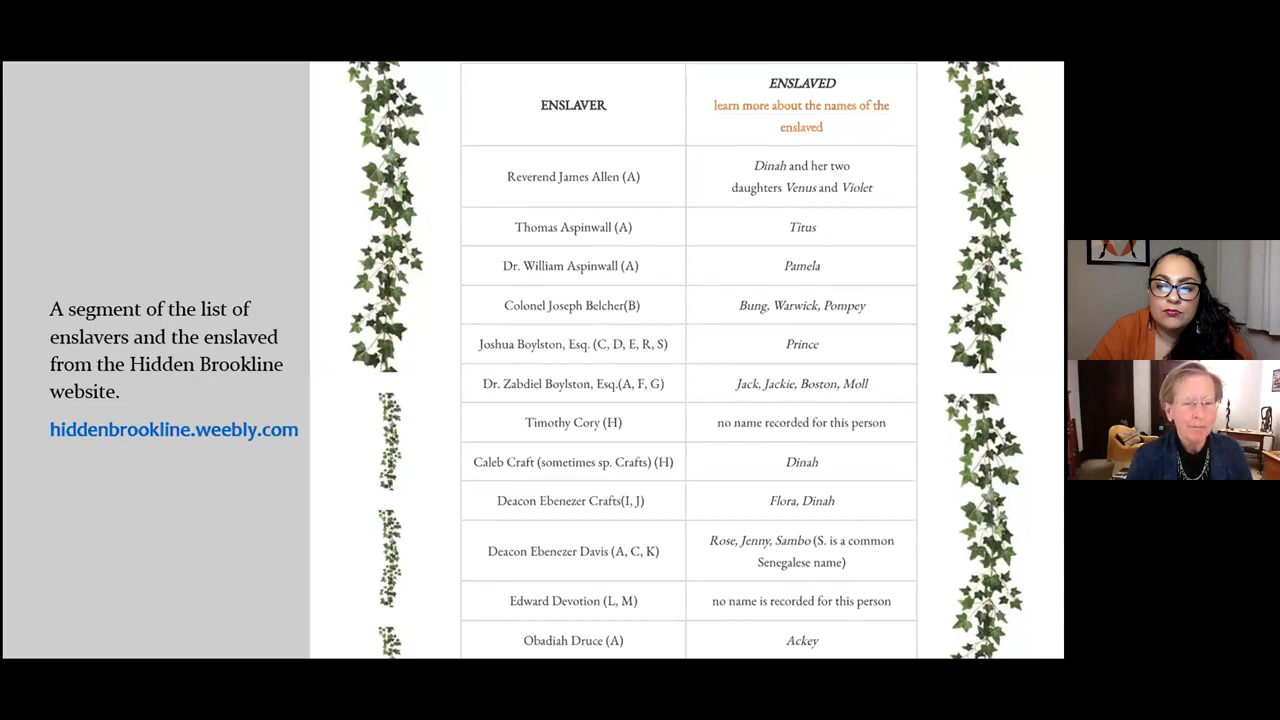 A segment of the list of
enslavers and the enslaved
from the Hidden Brookline
website.
hiddenbrookline.weebly.com
ENSLAVER
ENSLAVED
learn more about the names of the
enslaved
Reverend James Allen (A)
Dinah and her two
daughters Venus and Violet
Thomas Aspinwall (A)
Titus
Dr. William Aspinwall (A)
Pamela
Colonel Joseph Belcher(B)
Bung, Warwick, Pompey
Joshua Boylston, Esq. (C, D, E, R, S)
Prince
Dr. Zabdiel Boylston, Esq.(A, F, G)
Jack, Jackie, Boston, Moll
Timothy Cory (H)
no name recorded for this person
Caleb Craft (sometimes sp. Crafts) (H)
Dinah
Deacon Ebenezer Crafts(I, J)
Flora, Dinah
Deacon Ebenezer Davis (A, C, K)
Rose, Jenny, Sambo (S. is a common
Senegalese name)
Edward Devotion (L, M)
no name is recorded for this person
Obadiah Druce (A)
Ackey